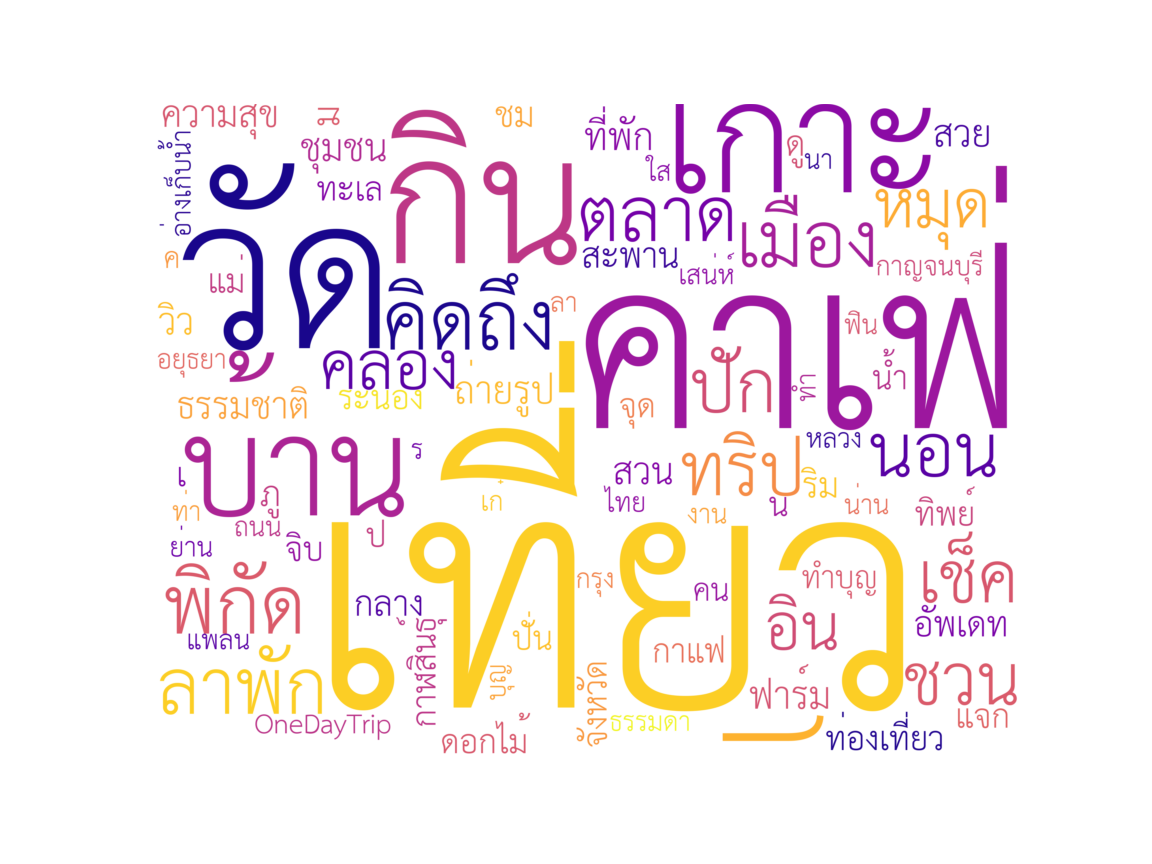 ความสุข
ชุมชน
ทะเล
อ่างเก็บน้ำ
วัด
กิน
ชม
ที่พัก
ใส
เกาะ
ดู
นา
สวย
หมุด
ตลาด
เมือง
สะพาน
เสน่ห์
กาญจนบุรี
ค
แม่
วิว
อยุธยา
คิดถึง
ลา
คลอง
คาเฟ่
ฟิน
น้ำ
ปัก
ทำ
จุด
ธรรมชาติ
ระนอง
ถ่ายรูป
บ้าน
ร
เ
ท่า
ภู
ถนน
ย่าน
จิบ
ป
เก๋
สวน
ไทย
ทริป
ริม
หลวง
นอน
งาน
น
น่าน
ทิพย์
เที่ยว
พิกัด
แพลน
กลาง
กาฬสินธุ์
ปั่น
บุญ
กรุง
คน
กาแฟ
ทำบุญ
อิน
เช็ค
อัพเดท
ลาพัก
OneDayTrip
ดอกไม้
จังหวัด
ธรรมดา
ฟาร์ม
ชวน
แจก
ท่องเที่ยว